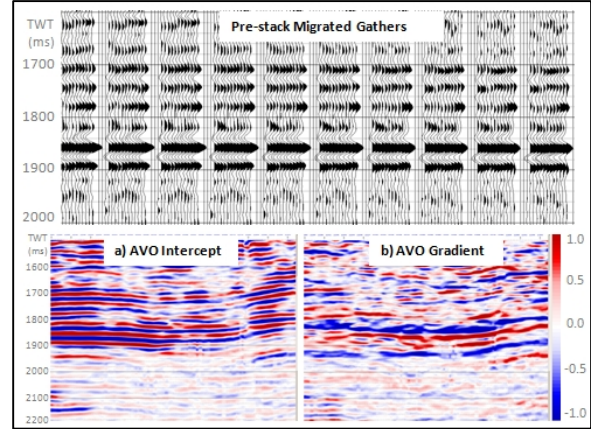 TWT
(ms)
Pre-stack Migrated Gathers
1700
1800
1900
2000
TWT
(ms)
a) AVO Intercept
b) AVO Gradient
1.0
1600
0.5
1700
1800
0.0
1900
2000
-0.5
2100
-1.0
2200